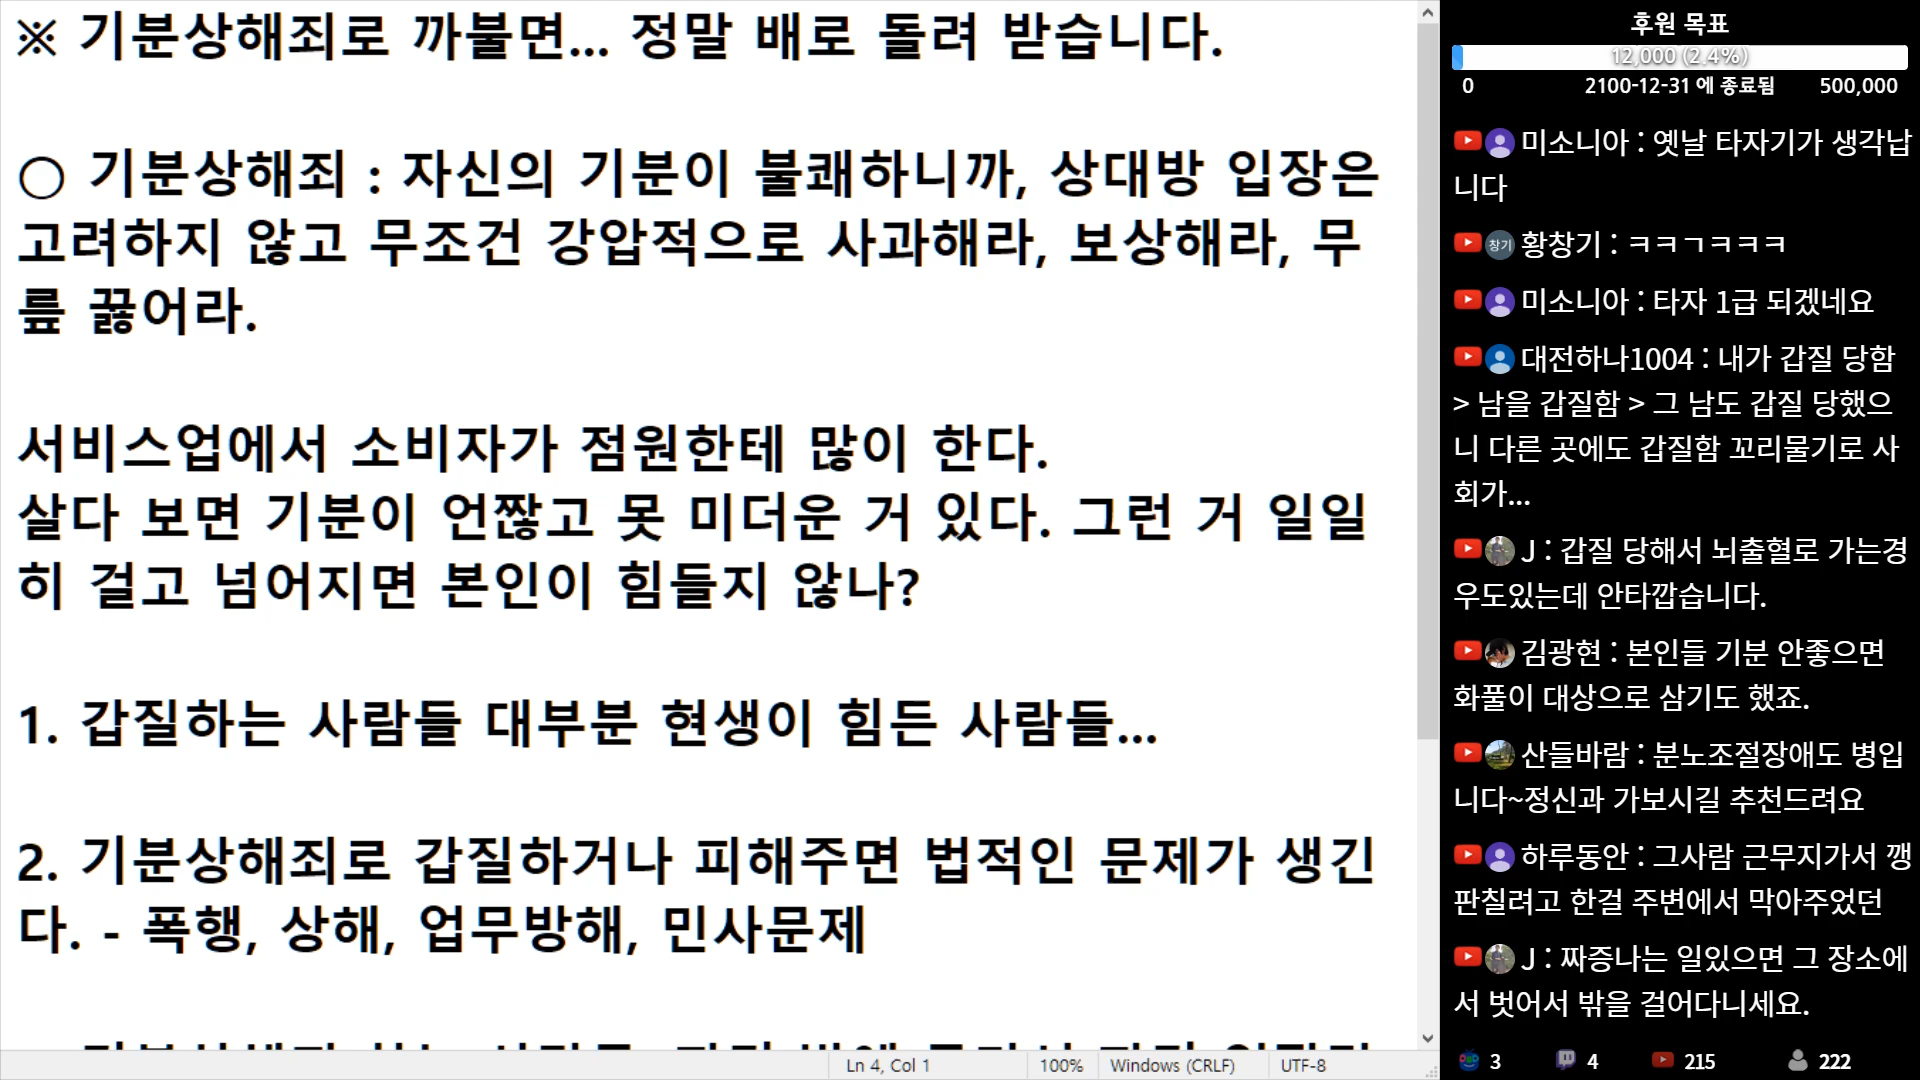 ※ 기분상해죄로 까불면... 정말 배로 돌려 받습니다.
○ 기분상해죄 : 자신의 기분이 불쾌하니까, 상대방 입장은
고려하지 않고 무조건 강압적으로 사과해라, 보상해라, 무
릎 꿇어라.
서비스업에서 소비자가 점원한테 많이 한다.
살다 보면 기분이 언짢고 못 미더운 거 있다. 그런 거 일일
히 걸고 넘어지면 본인이 힘들지 않나?
1. 갑질하는 사람들 대부분 현생이 힘든 사람들...
2. 기분상해죄로 갑질하거나 피해주면 법적인 문제가 생긴
다. - 폭행, 상해, 업무방해, 민사문제
Ln 4, Col 1
100%
Windows (CRLF)
UTF-8
후원 목표
12,000 (2.4%)
0
2100-12-31 에 종료됨
500,000
미소니아 : 옛날 타자기가 생각납
니다
창기 황창기 : ㅋㅋㄱㅋㅋㅋ
미소니아 : 타자 1급 되겠네요
대전하나1004 : 내가 갑질 당함
> 남을 갑질함 > 그 남도 갑질 당했으
니 다른 곳에도 갑질함 꼬리물기로 사
회가...
J : 갑질 당해서 뇌출혈로 가는경
우도있는데 안타깝습니다.
김광현 : 본인들 기분 안좋으면
화풀이 대상으로 삼기도 했죠.
산들바람 : 분노조절장애도 병입
니다~정신과 가보시길 추천드려요
하루동안 : 그사람 근무지가서 깽
판칠려고 한걸 주변에서 막아주었던
J : 짜증나는 일있으면 그 장소에
서 벗어서 밖을 걸어다니세요.
3
4
215
222